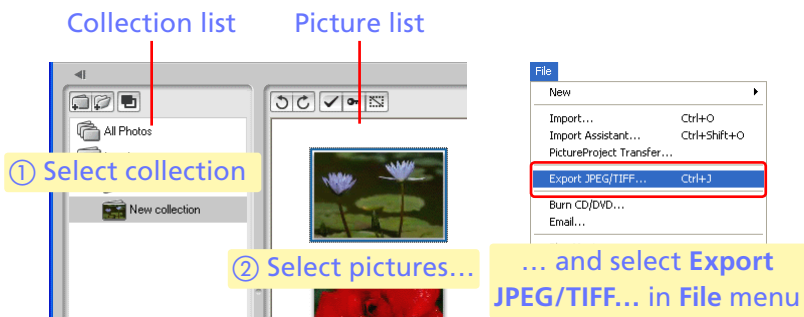 Collection list
Picture list
All Photos
① Select collection
New collection
② Select pictures...
File
New
Import... Ctrl+O
Import Assistant... Ctrl+Shift+O
PictureProject Transfer...
Export JPEG/TIFF... Ctrl+J
Burn CD/DVD...
Email...
... and select Export
JPEG/TIFF... in File menu